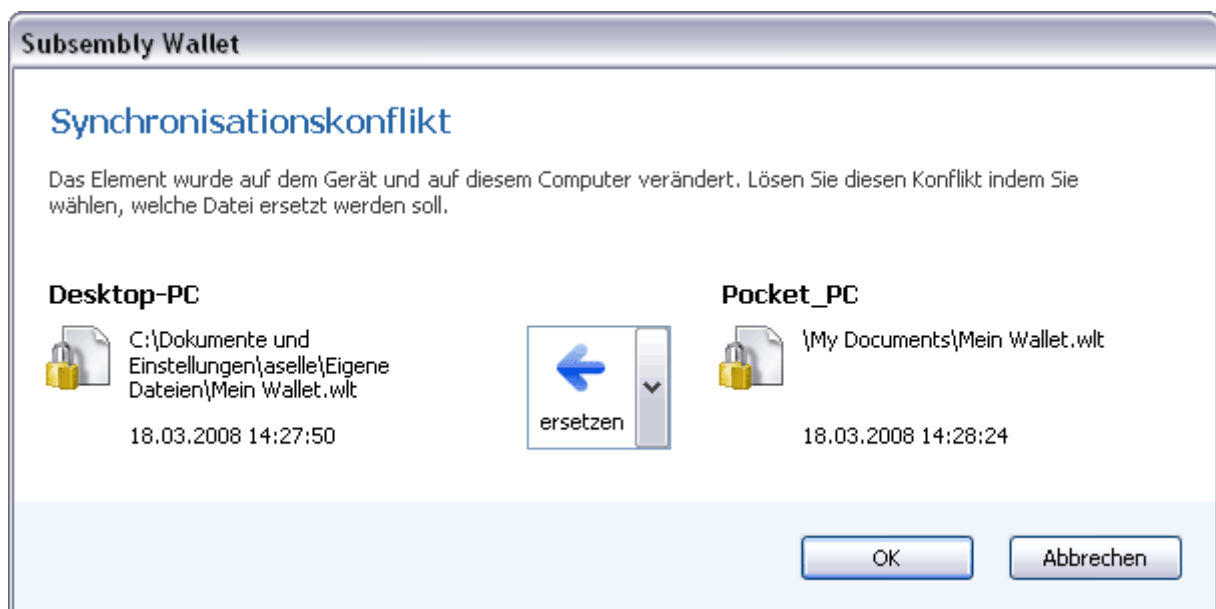 Subsembly Wallet
Synchronisationskonflikt
Das Element wurde auf dem Gerät und auf diesem Computer verändert. Lösen Sie diesen Konflikt indem Sie
wählen, welche Datei ersetzt werden soll.
Desktop-PC
C:\Dokumente und
Einstellungen\aselle\Eigene
Dateien\Mein Wallet.wlt
18.03.2008 14:27:50
ersetzen
Pocket_PC
\My Documents\Mein Wallet.wlt
18.03.2008 14:28:24
OK
Abbrechen